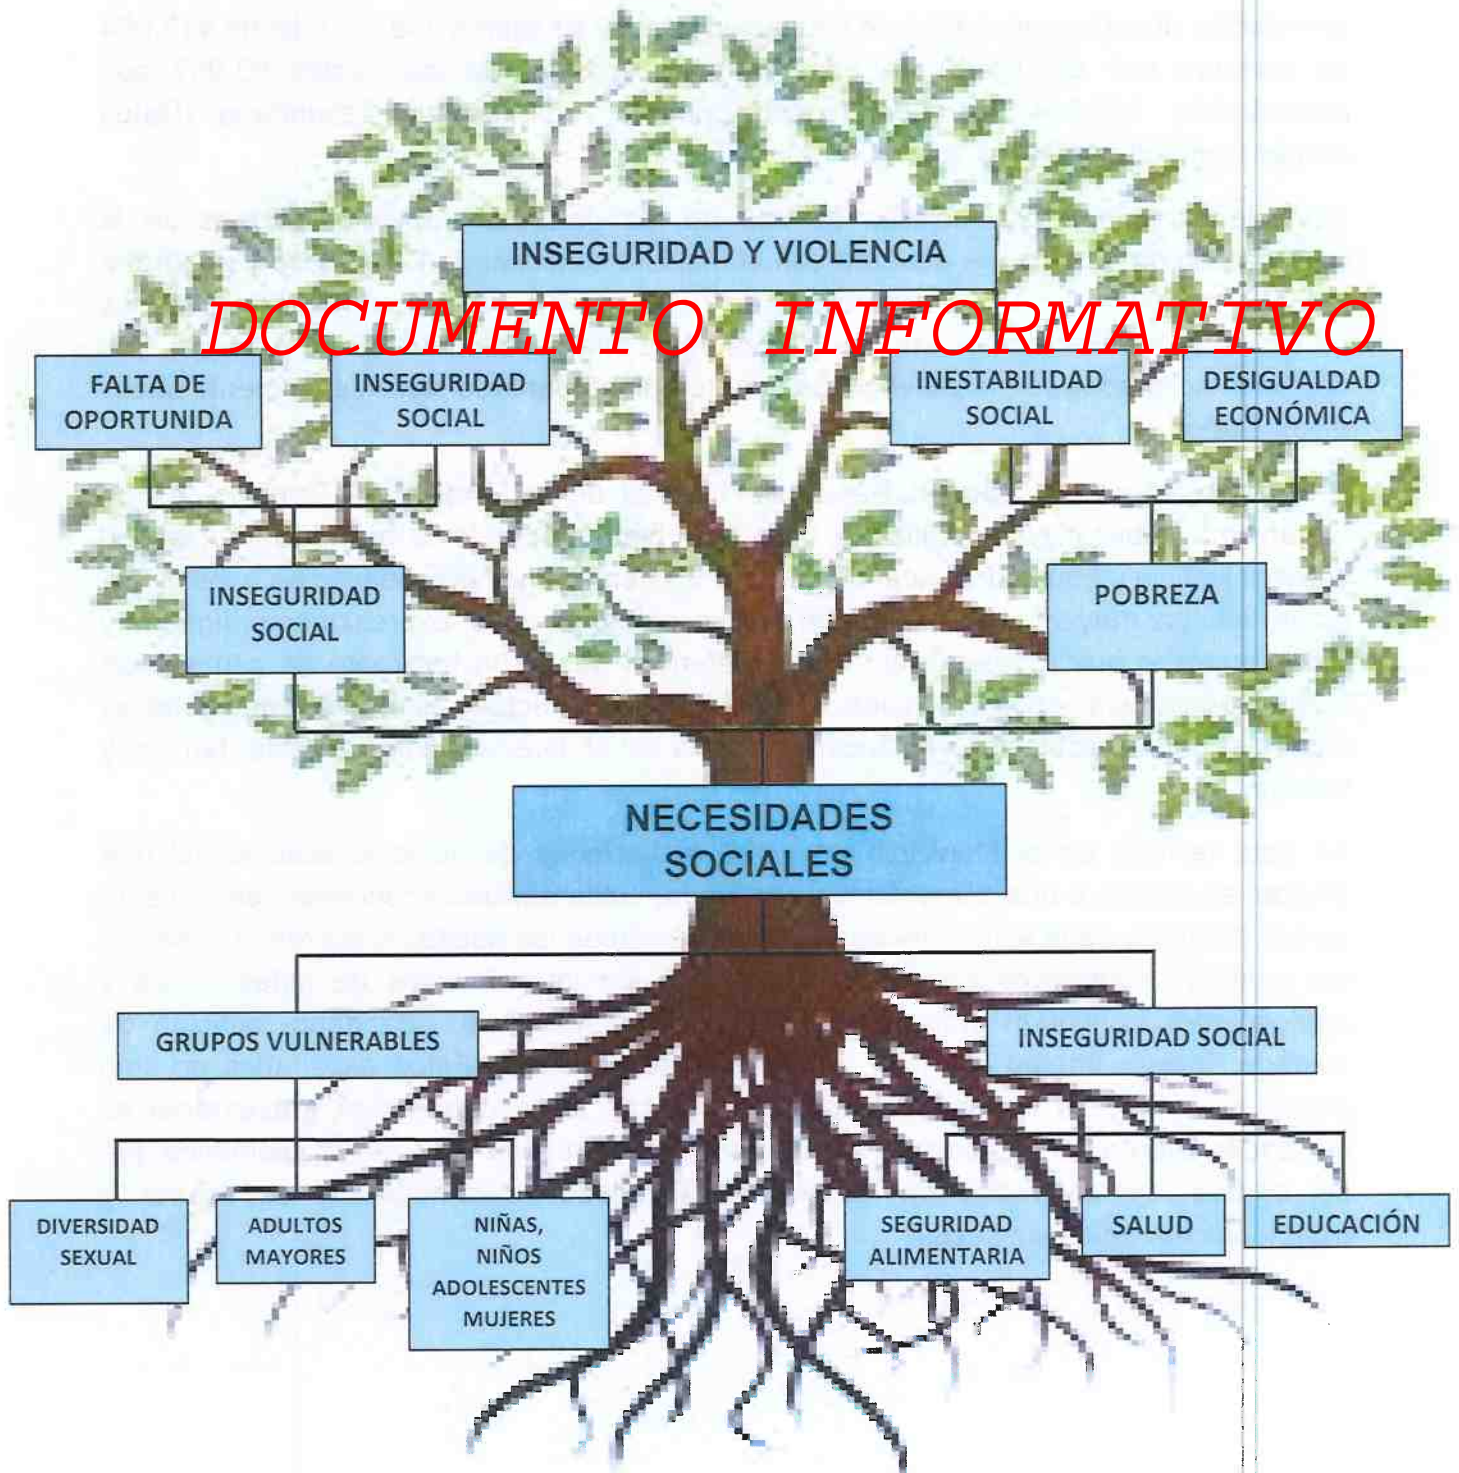 INSEGURIDAD Y VIOLENCIA
DOCUMENTO INFORMATIVO
FALTA DE
OPORTUNIDA
INSEGURIDAD
SOCIAL
INESTABILIDAD
SOCIAL
DESIGUALDAD
ECONÓMICA
INSEGURIDAD
SOCIAL
POBREZA
NECESIDADES
SOCIALES
GRUPOS VULNERABLES
INSEGURIDAD SOCIAL
DIVERSIDAD
SEXUAL
ADULTOS
MAYORES
NIÑAS,
NIÑOS
ADOLESCENTES
MUJERES
SEGURIDAD
ALIMENTARIA
SALUD
EDUCACIÓN